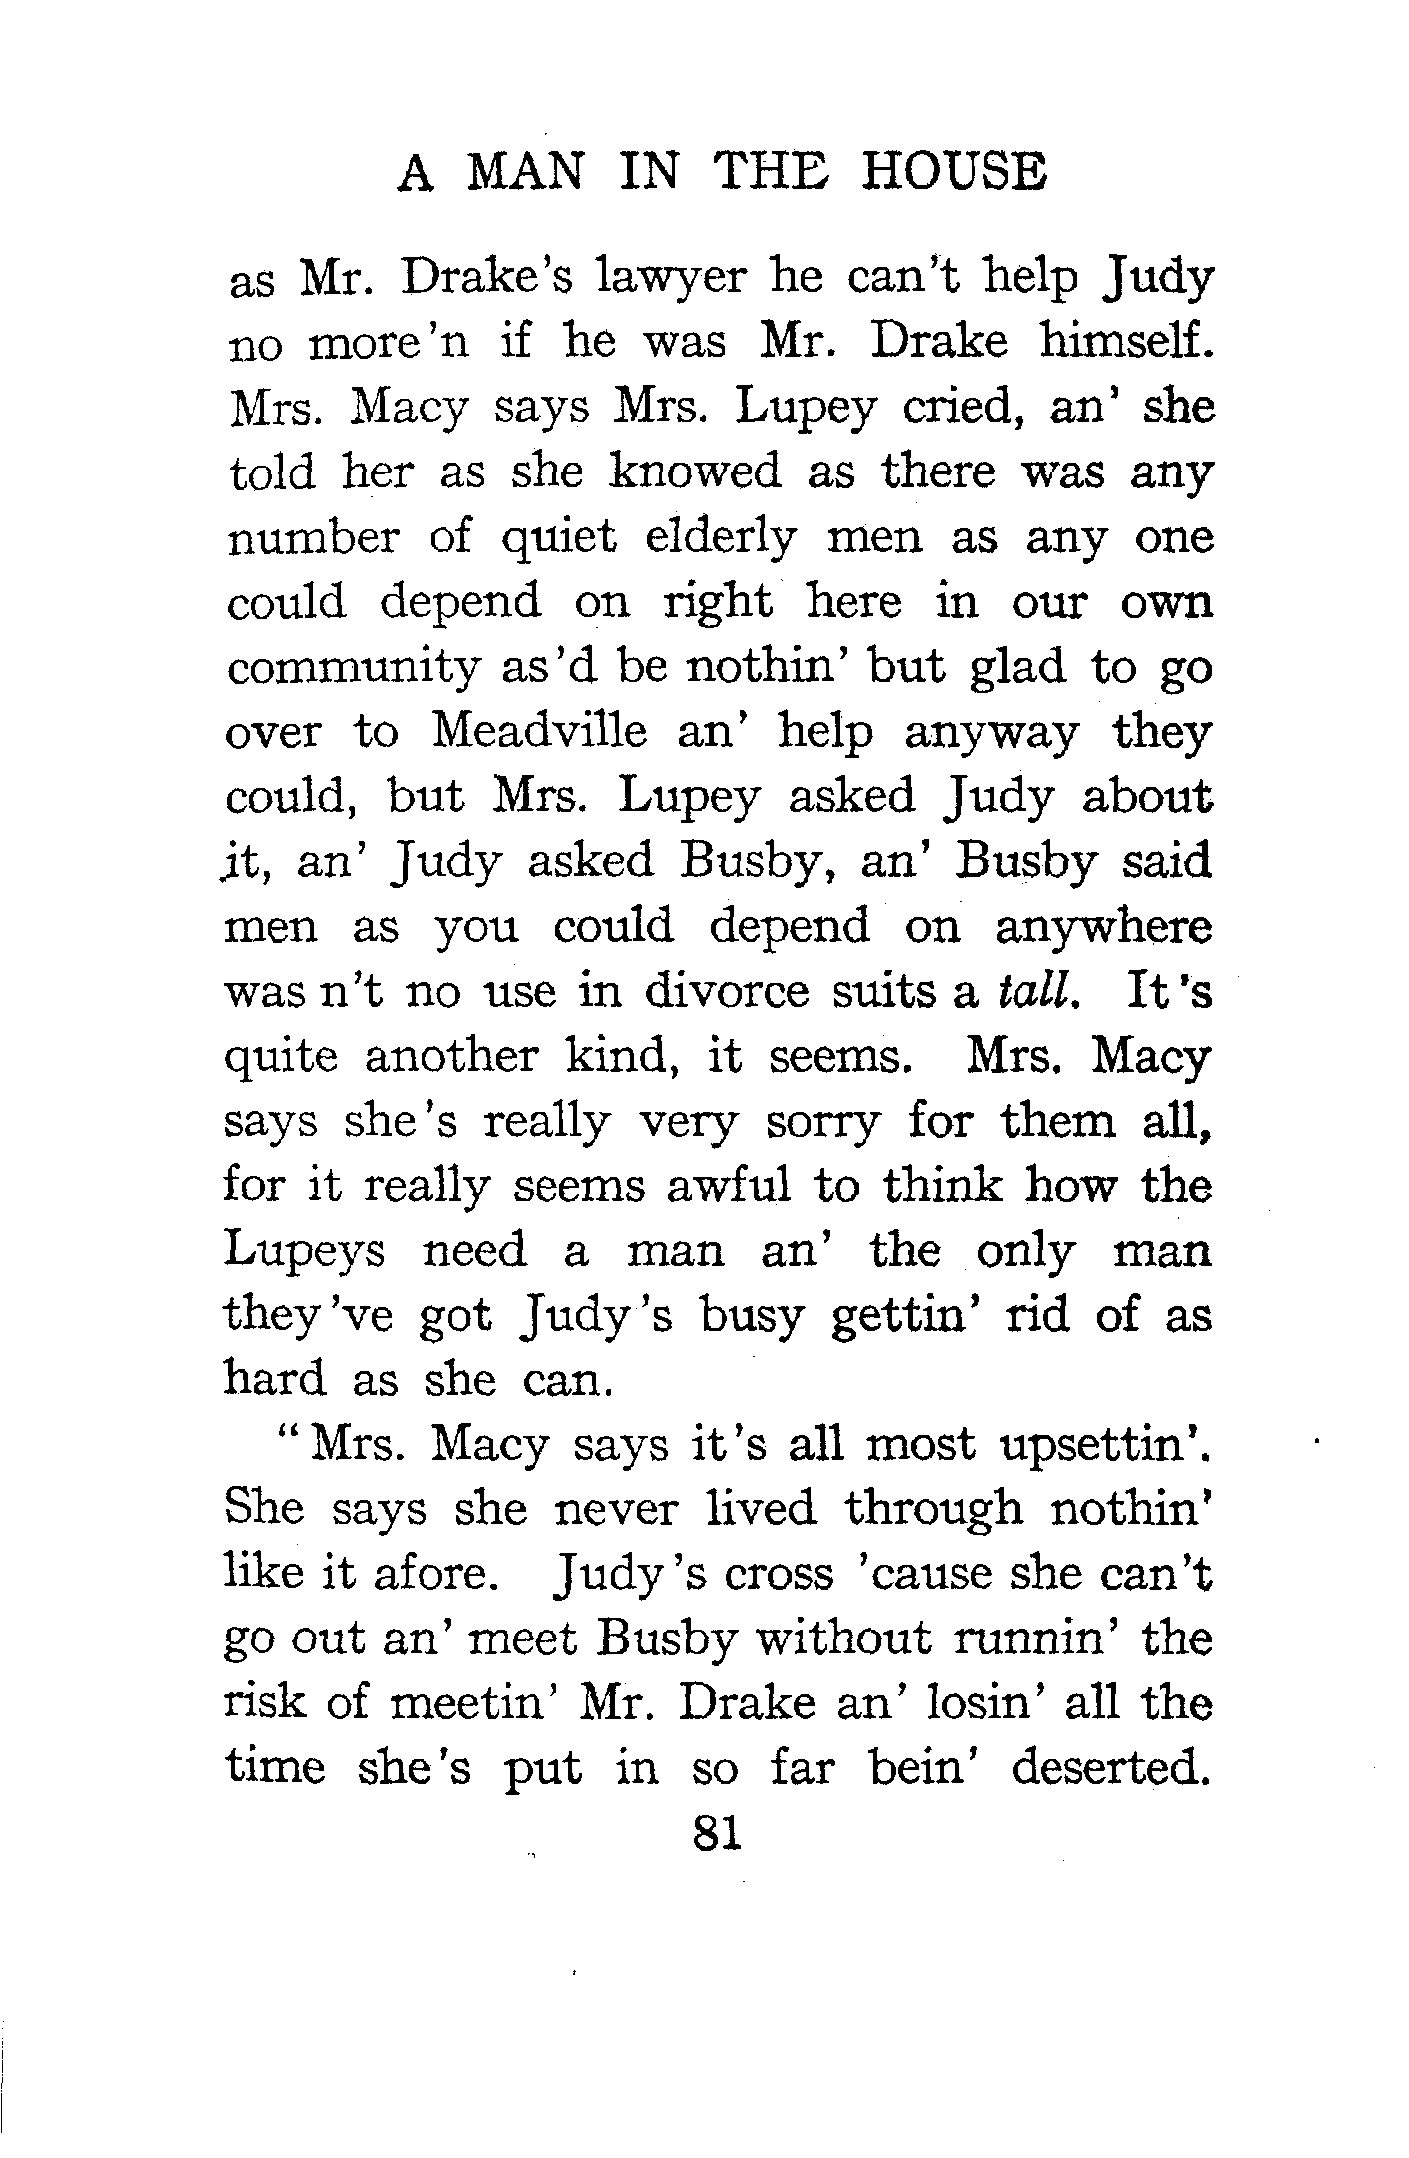 A MAN IN THE HOUSE
as Mr. Drake's lawyer he can't help Judy
no more'n if he was Mr. Drake himself.
Mrs. Macy says Mrs. Lupey cried, an' she
told her as she knowed as there was any
number of quiet elderly men as any one
could depend on right here in our own
community as'd be nothin' but glad to go
over to Meadville an' help anyway they
could, but Mrs. Lupey asked Judy about
it, an' Judy asked Busby, an' Busby said
men as you could depend on anywhere
was n't no use in divorce suits a tall. It's
quite another kind, it seems. Mrs. Macy
says she's really very sorry for them all,
for it really seems awful to think how the
Lupeys need a man an' the only man
they've got Judy's busy gettin' rid of as
hard as she can.
"Mrs. Macy says it's all most upsettin'.
She says she never lived through nothin'
like it afore. Judy's cross 'cause she can't
go out an' meet Busby without runnin' the
risk of meetin' Mr. Drake an' losin' all the
time she's put in so far bein' deserted.
81